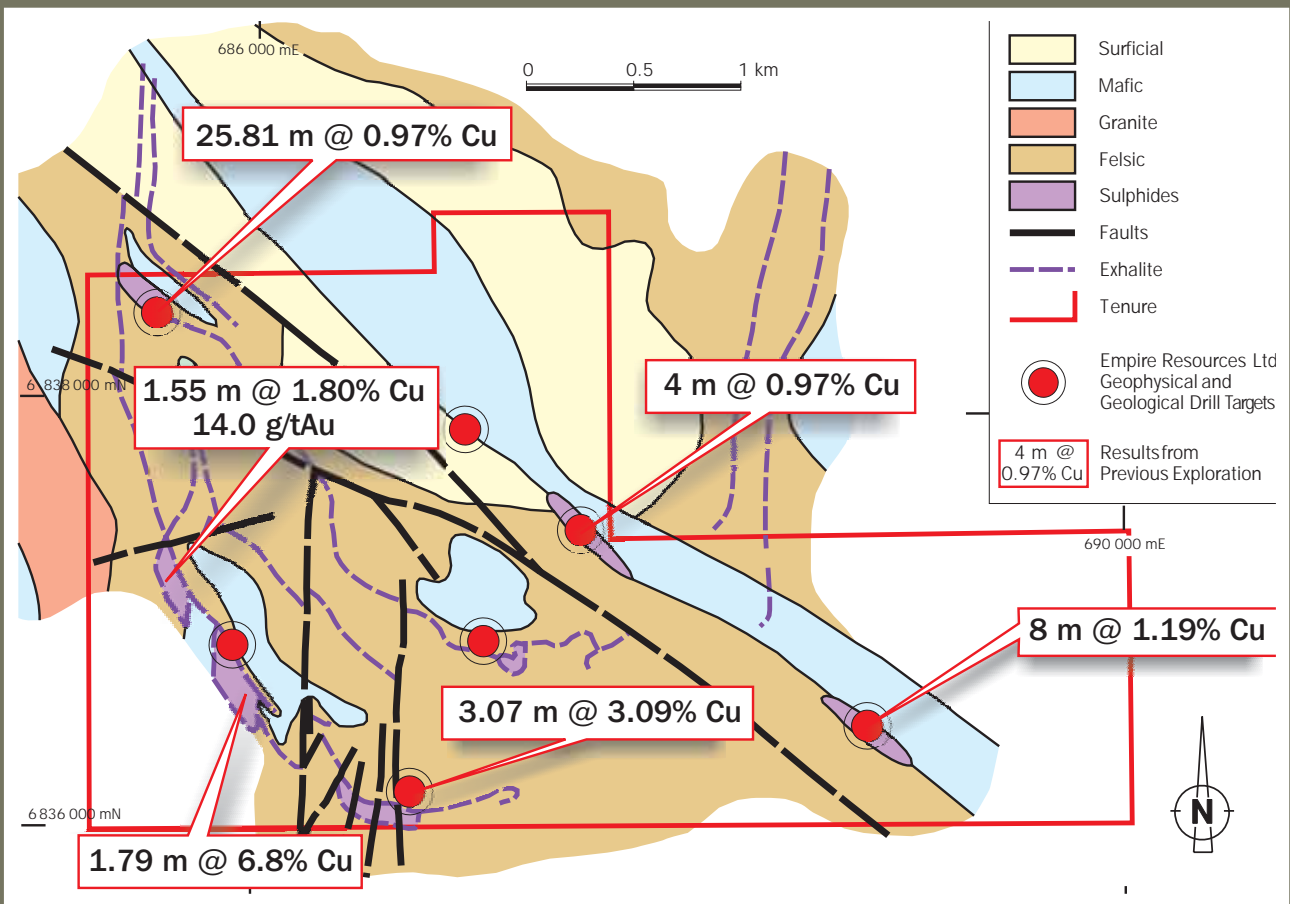 686 000 mE
0 0.5 1 km
25.81 m @ 0.97% Cu
6 838 000 mN
1.55 m @ 1.80% Cu
14.0 g/tAu
4 m @ 0.97% Cu
690 000 mE
8 m @ 1.19% Cu
3.07 m @ 3.09% Cu
6 836 000 mN
1.79 m @ 6.8% Cu
Surficial
Mafic
Granite
Felsic
Sulphides
Faults
Exhalite
Tenure
Empire Resources Ltd
Geophysical and
Geological Drill Targets
4 m @
0.97% Cu
Results from
Previous Exploration
N